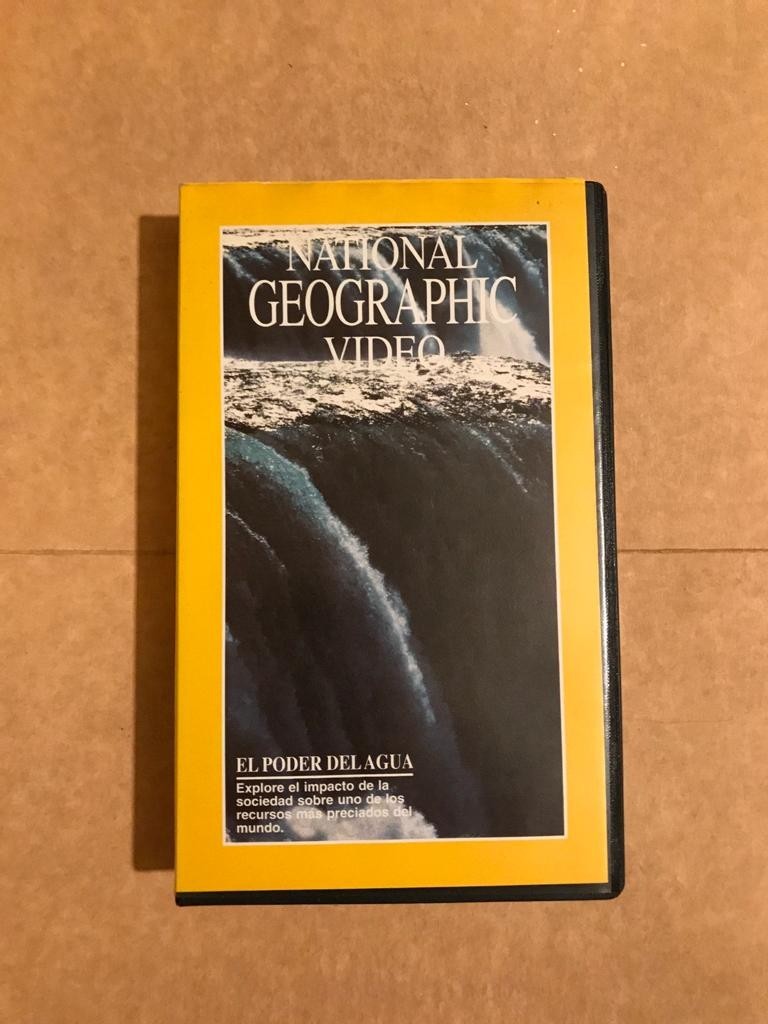 NATIONAL
GEOGRAPHIC
VIDEO
EL PODER DEL AGUA
Explore el impacto de la
sociedad sobre uno de los
recursos más preciados del
mundo.